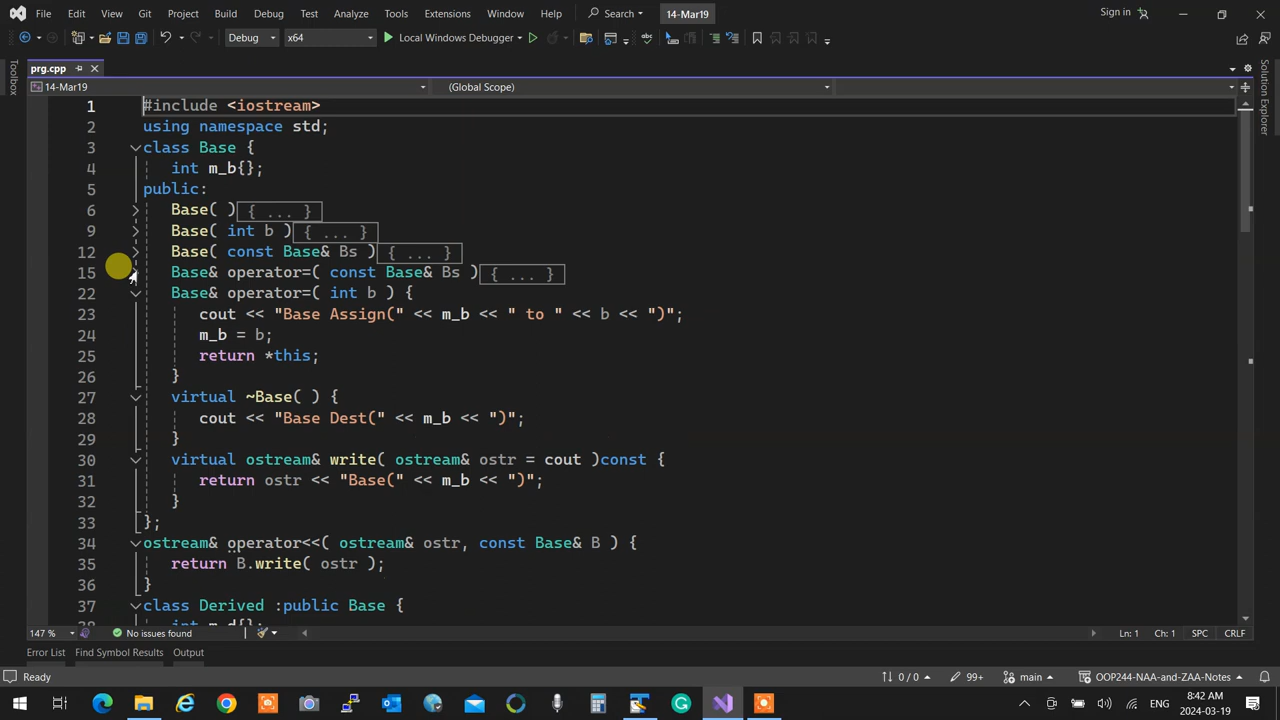 File Edit View Git Project Build Debug Test Analyze Tools Extensions Window Help Search 14-Mar19 Sign in
Debug x64 Local Windows Debugger
prg.cpp
14-Mar19 (Global Scope)
Toolbox
Solution Explorer
1 #include <iostream>
2 using namespace std;
3 class Base {
4 int m_b{};
5 public:
6 Base( ){ ... }
9 Base( int b ){ ... }
12 Base( const Base& Bs ){ ... }
15 Base& operator=( const Base& Bs ){ ... }
22 Base& operator=( int b ) {
23 cout << "Base Assign(" << m_b << " to " << b << ")";
24 m_b = b;
25 return *this;
26 }
27 virtual ~Base( ) {
28 cout << "Base Dest(" << m_b << ")";
29 }
30 virtual ostream& write( ostream& ostr = cout )const {
31 return ostr << "Base(" << m_b << ")";
32 }
33 };
34 ostream& operator<<( ostream& ostr, const Base& B ) {
35 return B.write( ostr );
36 }
37 class Derived :public Base {
38 int m_d{};
147 % No issues found Ln: 1 Ch: 1 SPC CRLF
Error List Find Symbol Results Output
Ready 0 / 0 99+ main OOP244-NAA-and-ZAA-Notes
ENG 8:42 AM
2024-03-19